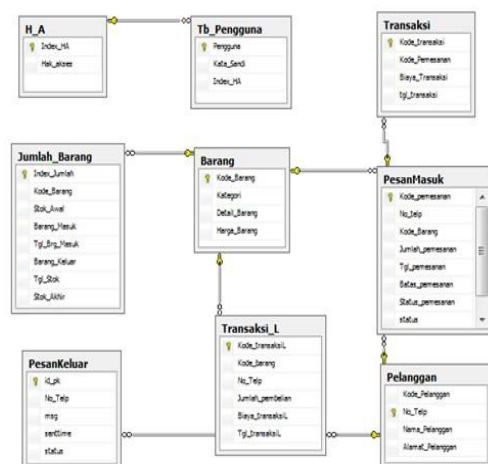 H_A
Index_HA
Hak_akses
Tb_Pengguna
Pengguna
Kata_Sandi
Index_HA
Transaksi
Kode_transaksi
Kode_Pemesanan
Biaya_Transaksi
tgl_transaksi
Jumlah_Barang
Index_Jumlah
Kode_Barang
Stok_Awal
Barang_Masuk
Tgl_Brg_Masuk
Barang_Keluar
Tgl_Stok
Stok_Akhir
Barang
Kode_Barang
Kategori
Detail_Barang
Harga_Barang
PesanMasuk
Kode_pemesanan
No_telp
Kode_Barang
Jumlah_pemesanan
Tgl_pemesanan
Batas_pemesanan
Status_pemesanan
status
Transaksi_L
Kode_transaksiL
Kode_barang
No_Telp
Jumlah_pembelian
Biaya_transaksiL
Tgl_transaksiL
PesanKeluar
id_pk
No_Telp
msg
senttime
status
Pelanggan
Kode_Pelanggan
No_Telp
Nama_Pelanggan
Alamat_Pelanggan